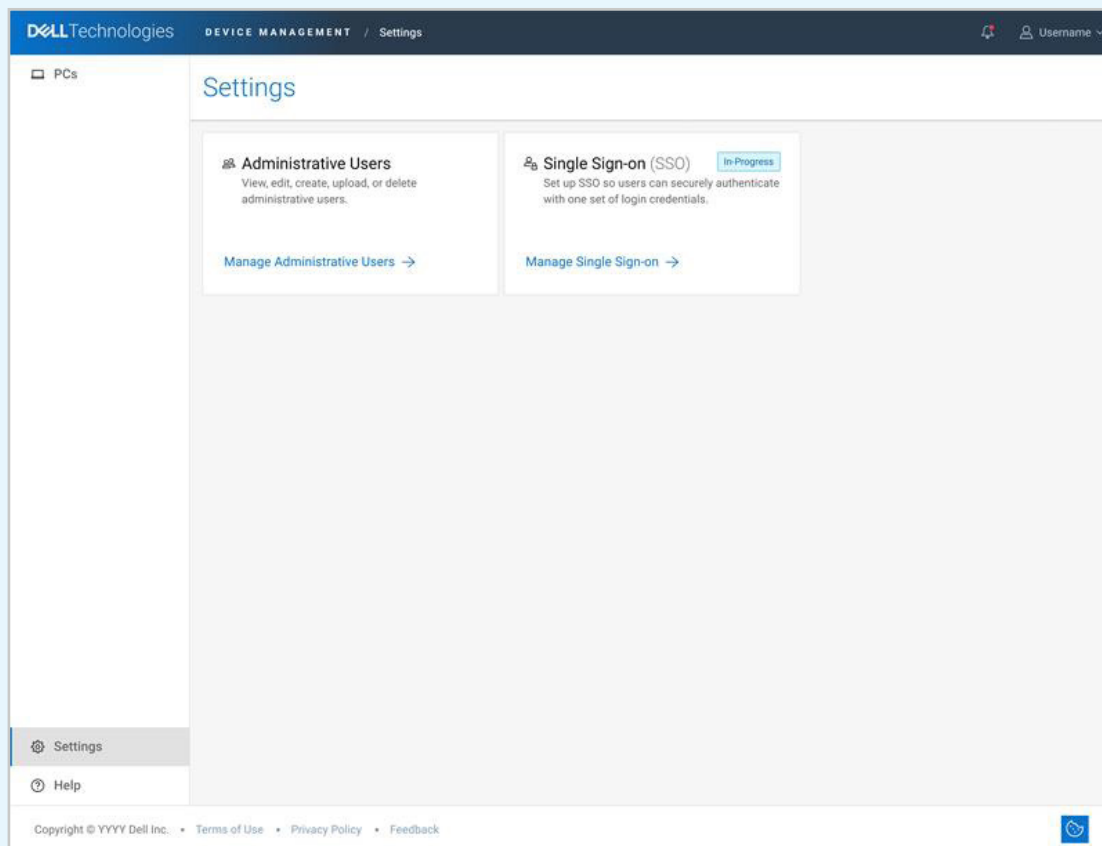 DELLTechnologies
DEVICE MANAGEMENT / Settings
Username
PCs
Settings
Administrative Users
View, edit, create, upload, or delete
administrative users.
Manage Administrative Users →
Single Sign-on (SSO)
In-Progress
Set up SSO so users can securely authenticate
with one set of login credentials.
Manage Single Sign-on →
Settings
Help
Copyright © YYYY Dell Inc. • Terms of Use • Privacy Policy • Feedback